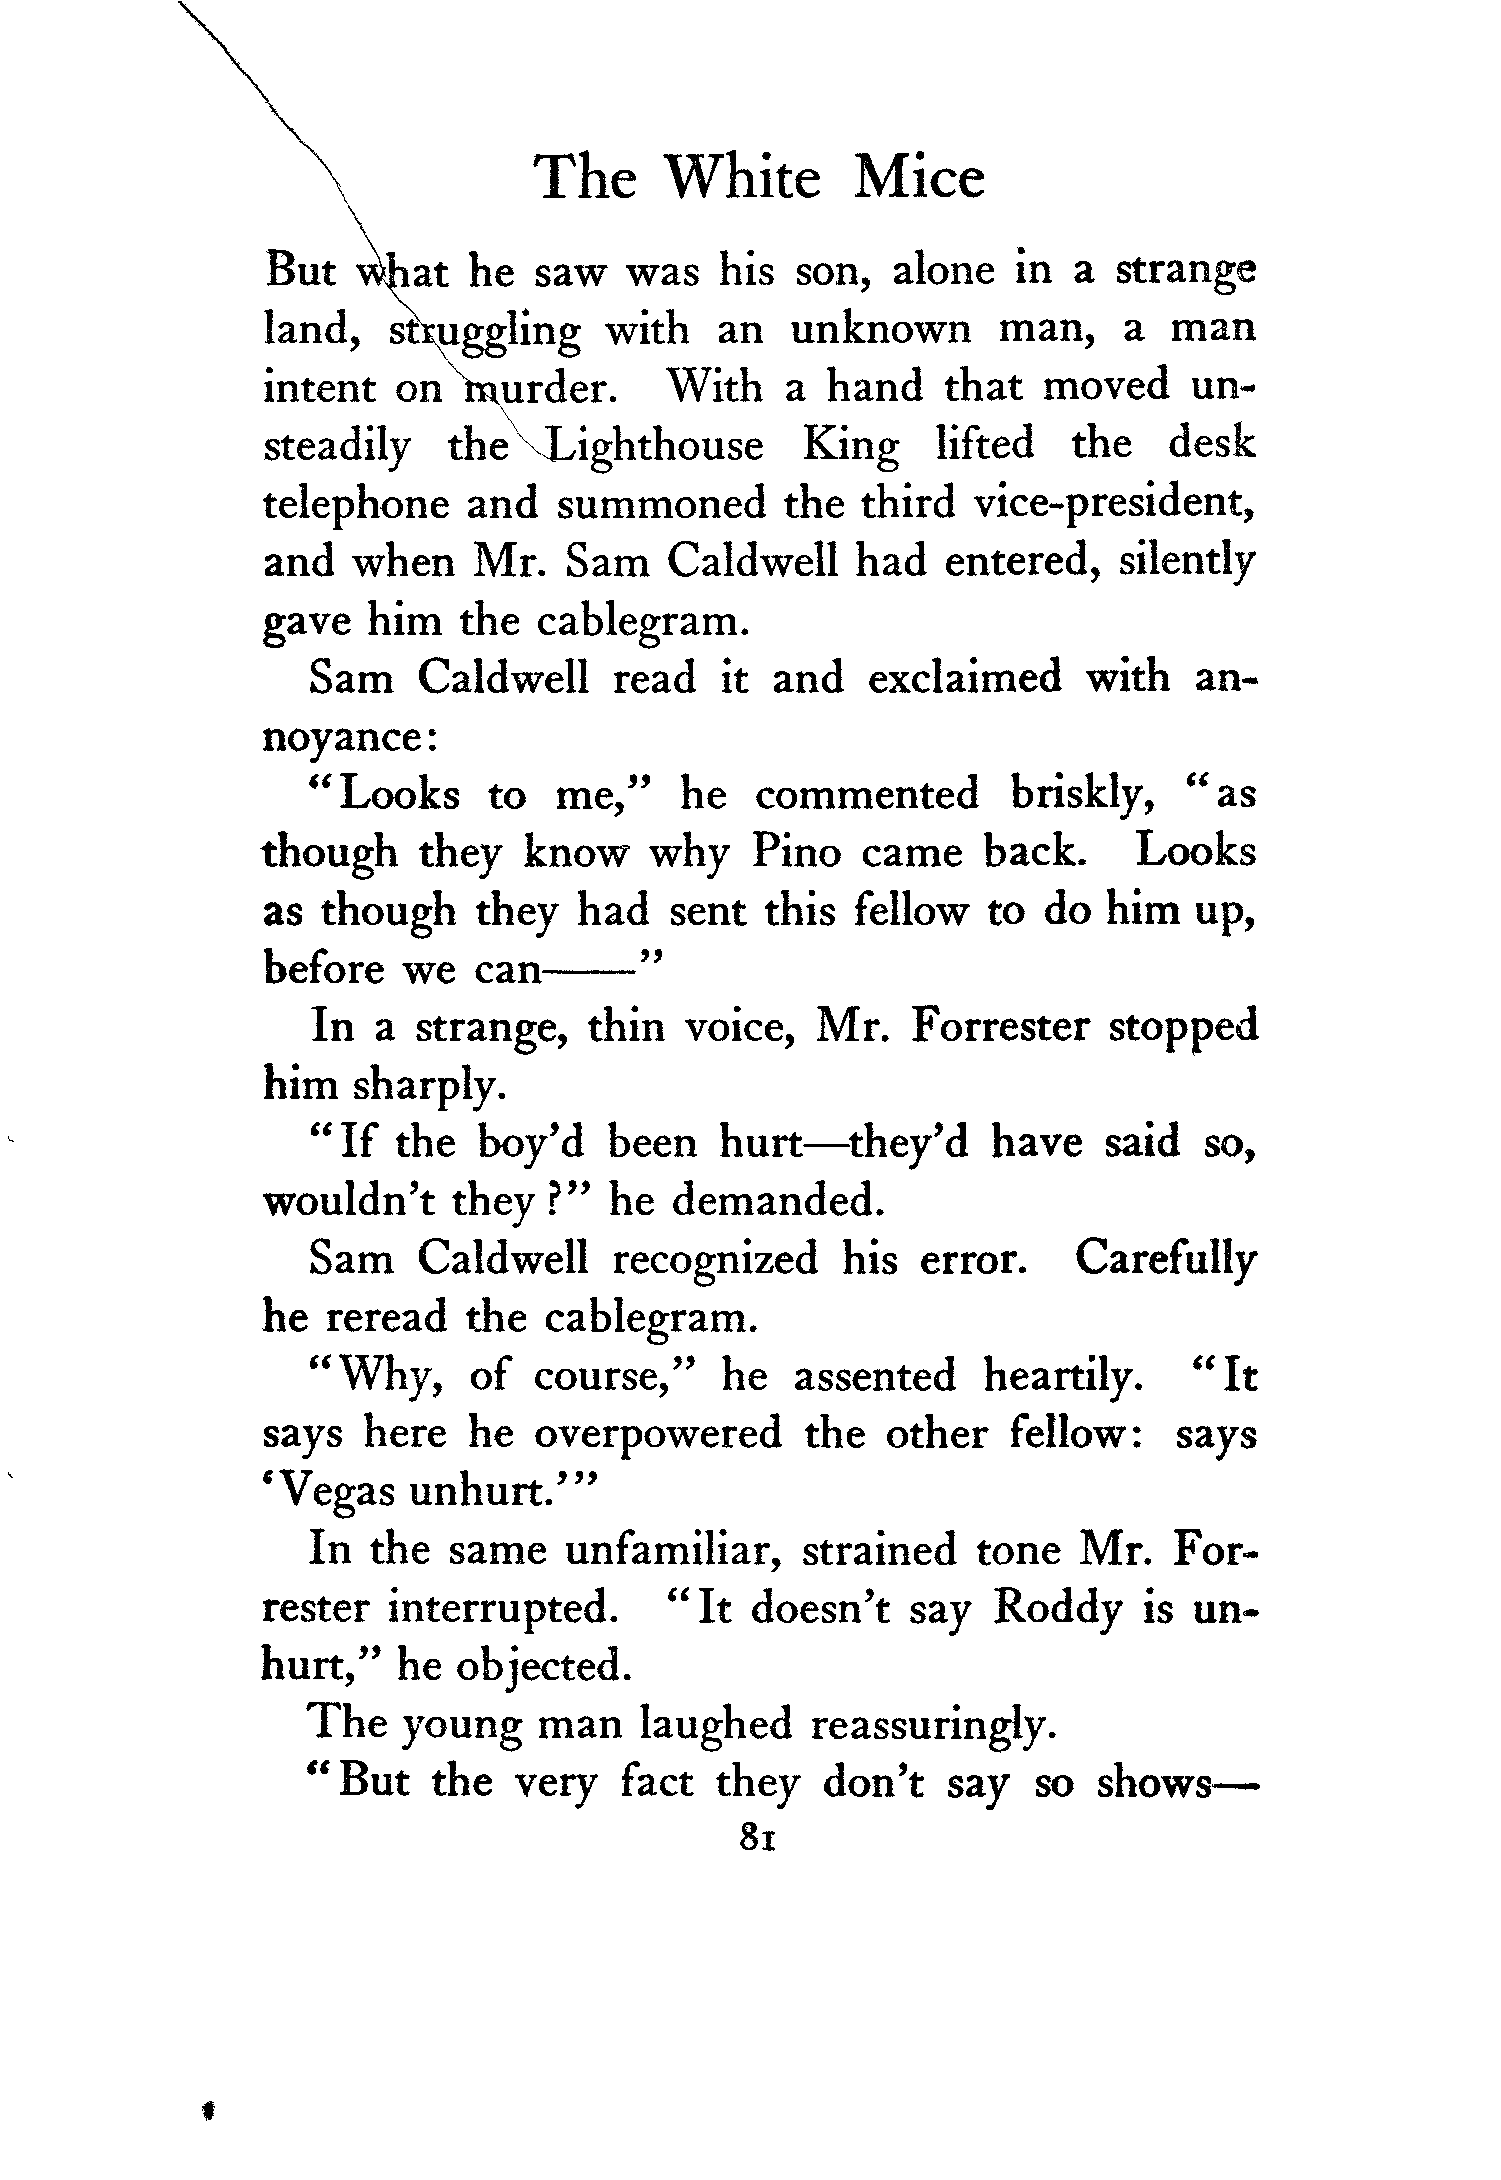 The White Mice
But what he saw was his son, alone in a strange
land, struggling with an unknown man, a man
intent on murder. With a hand that moved un-
steadily the Lighthouse King lifted the desk
telephone and summoned the third vice-president,
and when Mr. Sam Caldwell had entered, silently
gave him the cablegram.
Sam Caldwell read it and exclaimed with an-
noyance:
"Looks to me," he commented briskly, "as
though they know why Pino came back. Looks
as though they had sent this fellow to do him up,
before we can——"
In a strange, thin voice, Mr. Forrester stopped
him sharply.
"If the boy'd been hurt—they'd have said so,
wouldn't they?" he demanded.
Sam Caldwell recognized his error. Carefully
he reread the cablegram.
"Why, of course," he assented heartily. "It
says here he overpowered the other fellow: says
'Vegas unhurt.'"
In the same unfamiliar, strained tone Mr. For-
rester interrupted. "It doesn't say Roddy is un-
hurt," he objected.
The young man laughed reassuringly.
"But the very fact they don't say so shows—
81